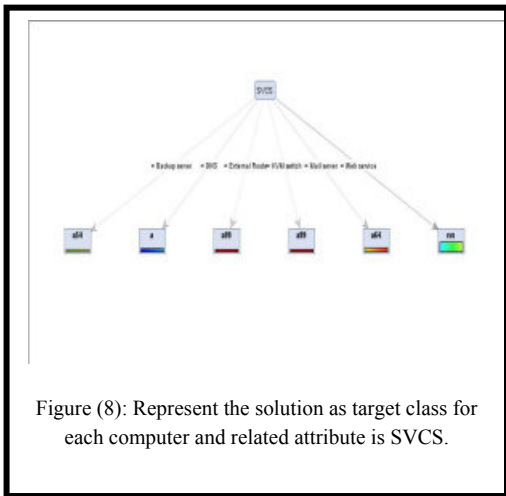 SVCS
= Backup server = DNS = External Router = KVM switch = Mail server = Web service
a
Figure (8): Represent the solution as target class for
each computer and related attribute is SVCS.